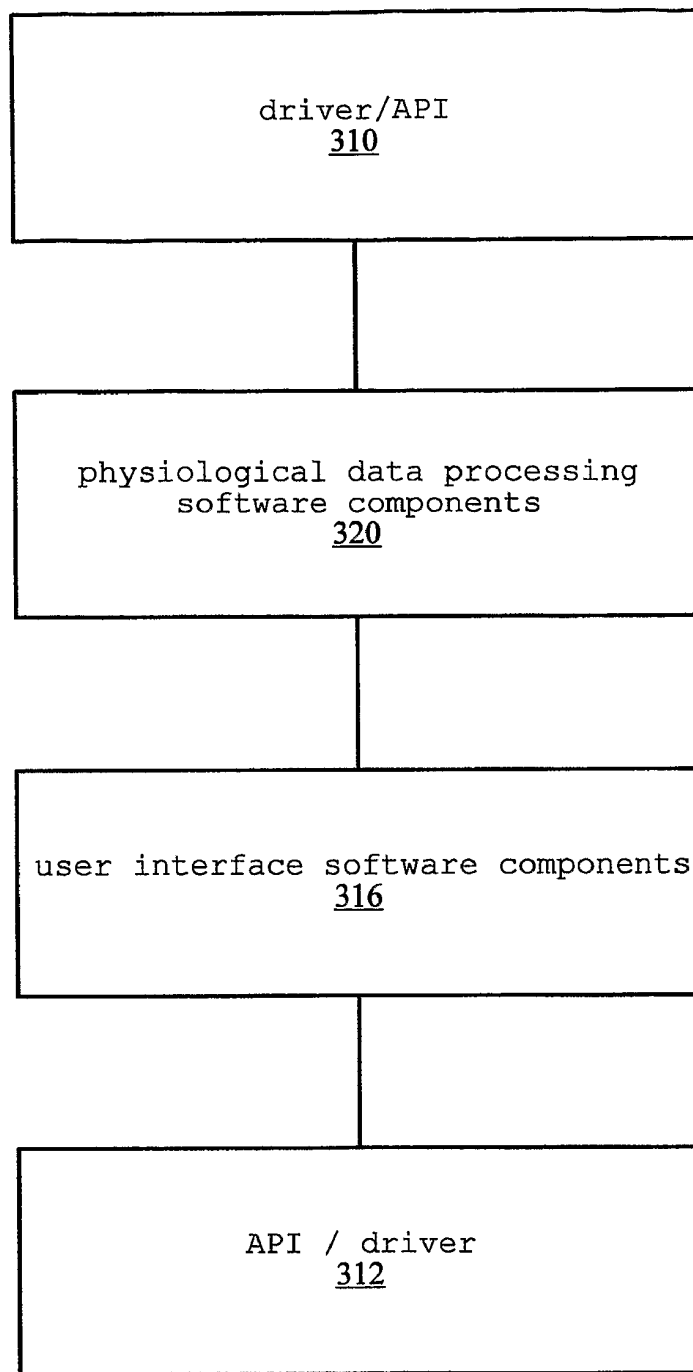 driver/API
310
physiological data processing
software components
320
user interface software components
316
API / driver
312